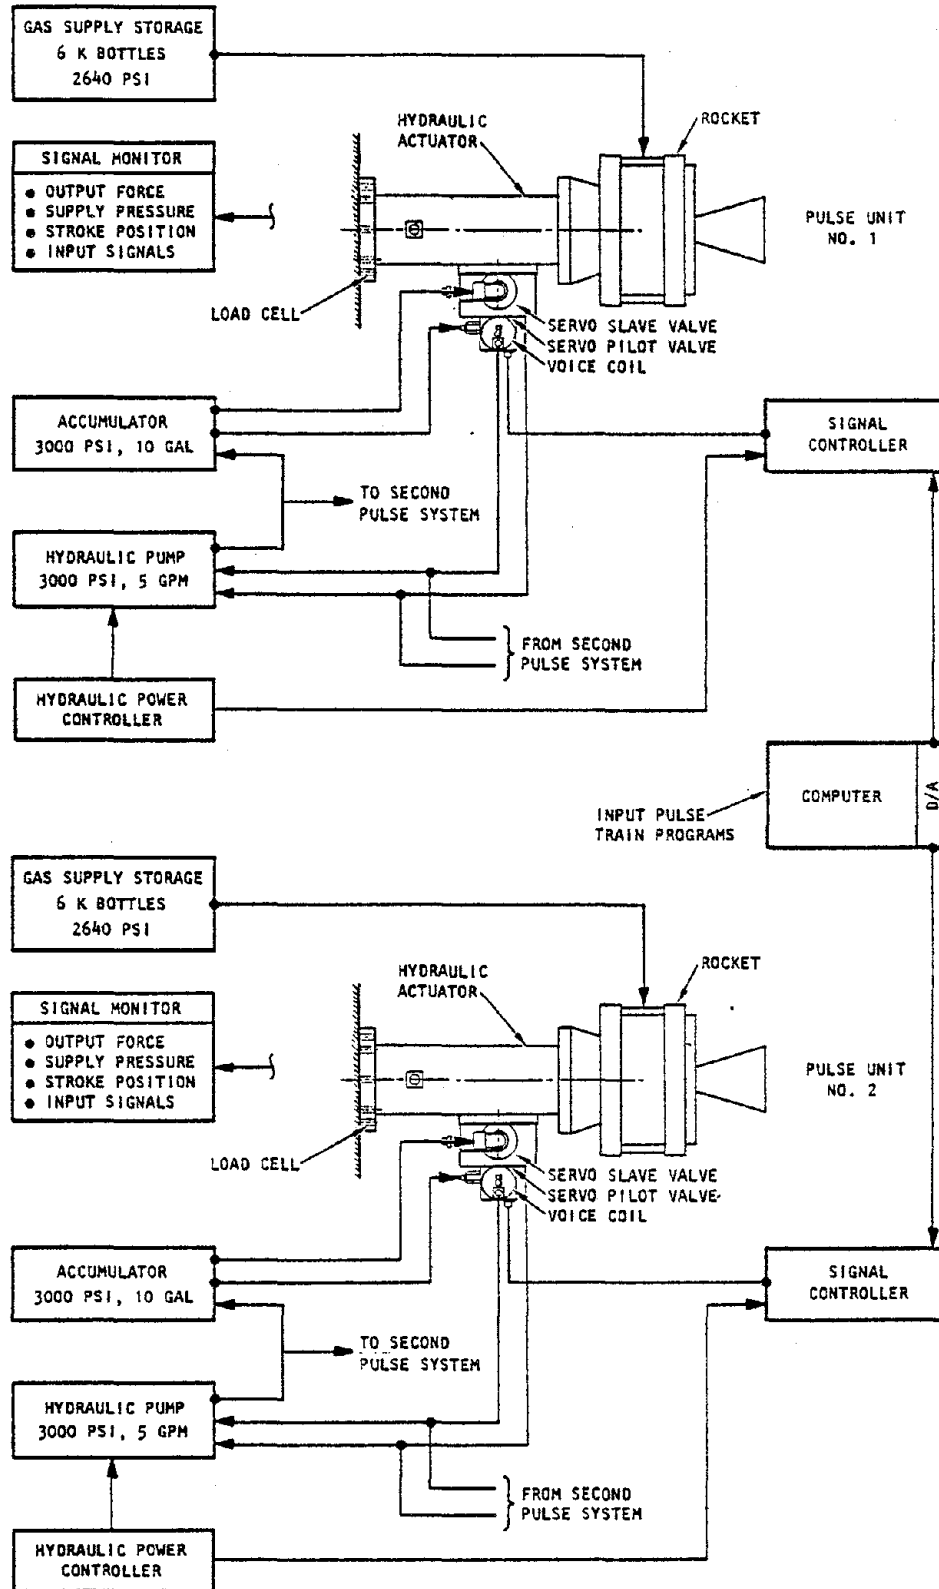 GAS SUPPLY STORAGE
6 K BOTTLES
2640 PSI
HYDRAULIC
ACTUATOR
ROCKET
SIGNAL MONITOR
● OUTPUT FORCE
● SUPPLY PRESSURE
● STROKE POSITION
● INPUT SIGNALS
PULSE UNIT
NO. 1
LOAD CELL
SERVO SLAVE VALVE
SERVO PILOT VALVE
VOICE COIL
ACCUMULATOR
3000 PSI, 10 GAL
SIGNAL
CONTROLLER
TO SECOND
PULSE SYSTEM
HYDRAULIC PUMP
3000 PSI, 5 GPM
FROM SECOND
PULSE SYSTEM
HYDRAULIC POWER
CONTROLLER
COMPUTER
D/A
INPUT PULSE
TRAIN PROGRAMS
GAS SUPPLY STORAGE
6 K BOTTLES
2640 PSI
HYDRAULIC
ACTUATOR
ROCKET
SIGNAL MONITOR
● OUTPUT FORCE
● SUPPLY PRESSURE
● STROKE POSITION
● INPUT SIGNALS
PULSE UNIT
NO. 2
LOAD CELL
SERVO SLAVE VALVE
SERVO PILOT VALVE
VOICE COIL
ACCUMULATOR
3000 PSI, 10 GAL
SIGNAL
CONTROLLER
TO SECOND
PULSE SYSTEM
HYDRAULIC PUMP
3000 PSI, 5 GPM
FROM SECOND
PULSE SYSTEM
HYDRAULIC POWER
CONTROLLER